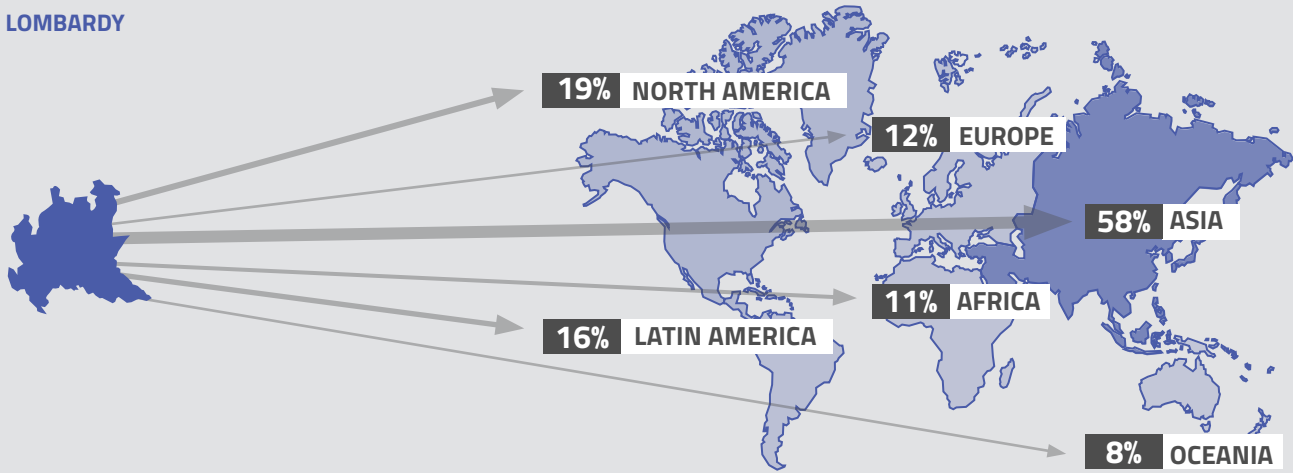 LOMBARDY
19% NORTH AMERICA
12% EUROPE
58% ASIA
11% AFRICA
16% LATIN AMERICA
8% OCEANIA